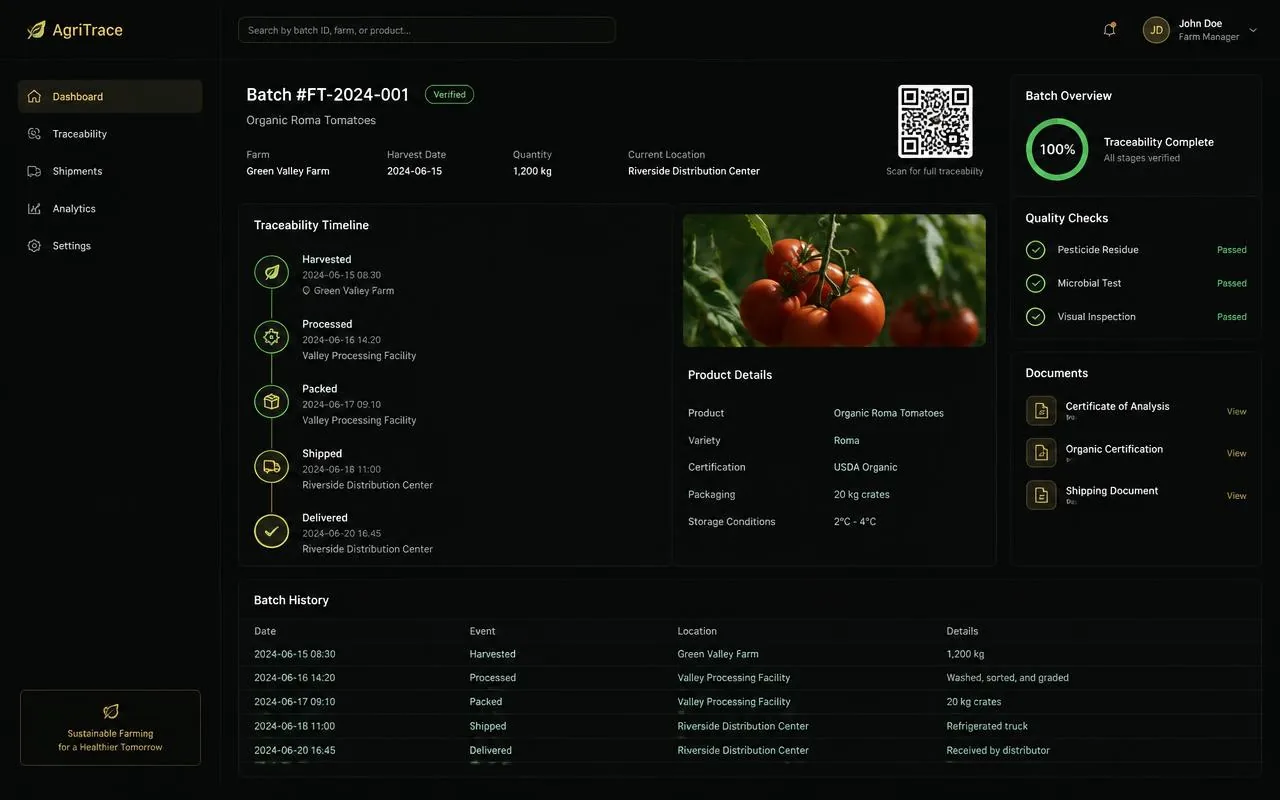 AgriTrace
Search by batch ID, farm, or product...
JD
John Doe
Farm Manager
Dashboard
Traceability
Shipments
Analytics
Settings
Sustainable Farming
for a Healthier Tomorrow
Batch #FT-2024-001
Verified
Organic Roma Tomatoes
Farm
Green Valley Farm
Harvest Date
2024-06-15
Quantity
1,200 kg
Current Location
Riverside Distribution Center
Scan for full traceability
Traceability Timeline
Harvested
2024-06-15 08:30
Green Valley Farm
Processed
2024-06-16 14.20
Valley Processing Facility
Packed
2024-06-17 09:10
Valley Processing Facility
Shipped
2024-06-18 11:00
Riverside Distribution Center
Delivered
2024-06-20 16.45
Riverside Distribution Center
Product Details
Product Organic Roma Tomatoes
Variety Roma
Certification USDA Organic
Packaging 20 kg crates
Storage Conditions 2°C - 4°C
Batch Overview
100%
Traceability Complete
All stages verified
Quality Checks
Pesticide Residue Passed
Microbial Test Passed
Visual Inspection Passed
Documents
Certificate of Analysis View
Organic Certification View
Shipping Document View
Batch History
Date Event Location Details
2024-06-15 08:30 Harvested Green Valley Farm 1,200 kg
2024-06-16 14:20 Processed Valley Processing Facility Washed, sorted, and graded
2024-06-17 09:10 Packed Valley Processing Facility 20 kg crates
2024-06-18 11:00 Shipped Riverside Distribution Center Refrigerated truck
2024-06-20 16:45 Delivered Riverside Distribution Center Received by distributor